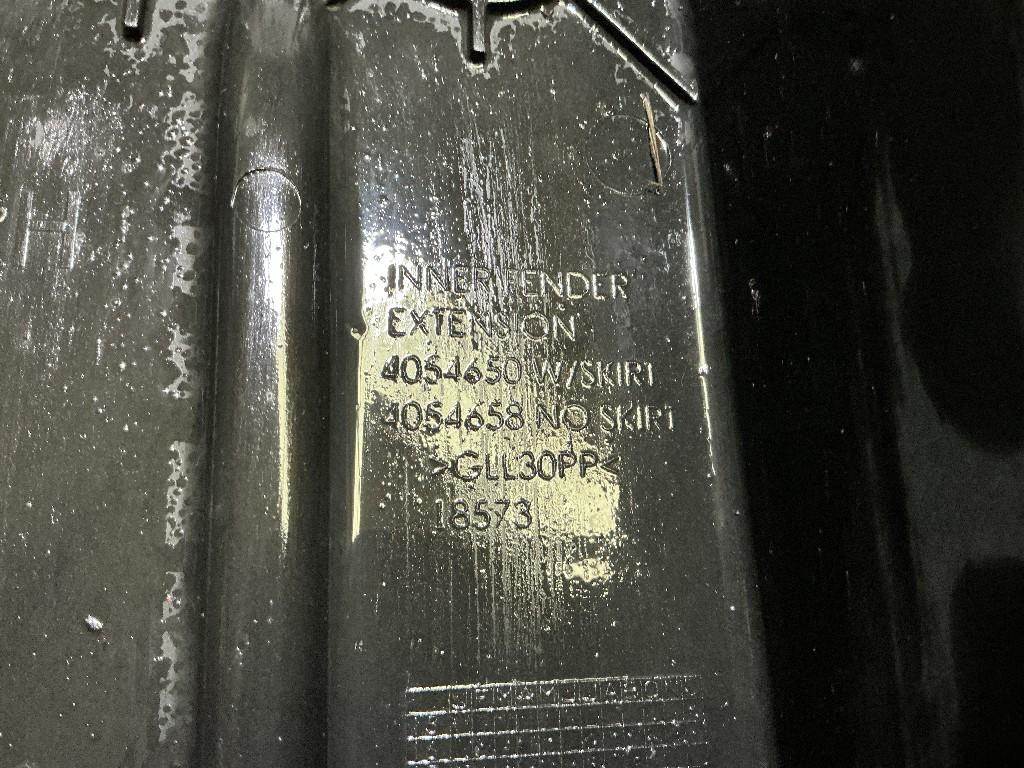 INNER FENDER
EXTENSION
4054650 W/SKIRT
4054658 NO SKIRT
>GLL30PP<
18573
J F M A M J J A S O N D